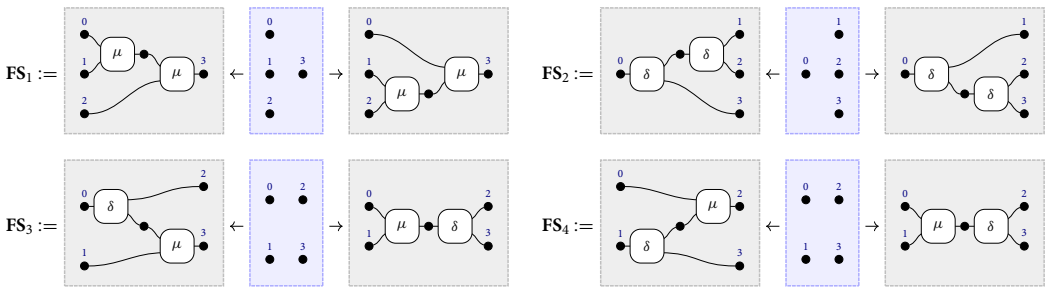 0 0 0 1 1 1
μ δ δ
FS₁ := 1 3 μ ← 1 3 → 1 μ 3 FS₂ := 0 δ 2 ← 0 2 → 0 δ 2
2 2 2 μ 3 3 δ 3
0 2 0 2 0 2 0 2 0 2 0 2
δ μ
FS₃ := μ ← → μ δ FS₄ := δ ← → μ δ
1 3 1 3 1 3 1 3 1 3 1 3